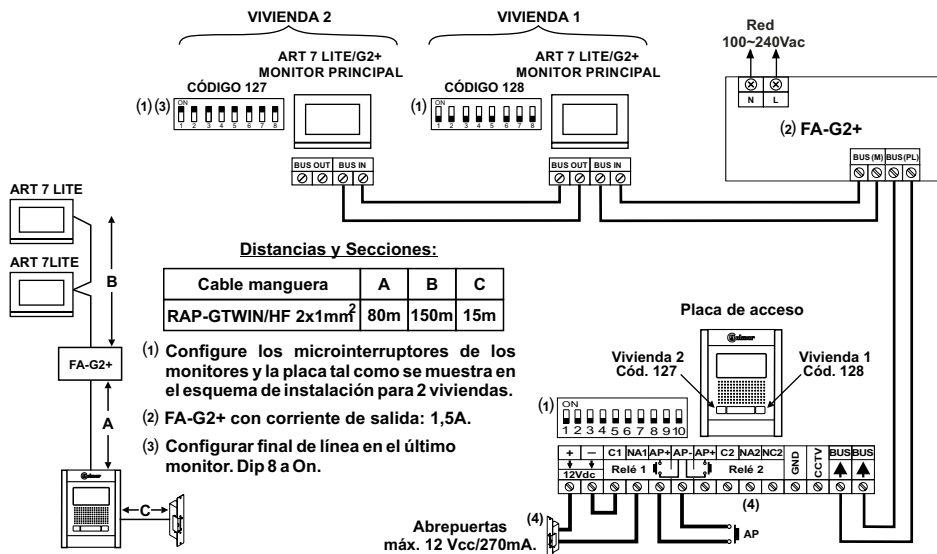 VIVIENDA 2
VIVIENDA 1
ART 7 LITE/G2+
MONITOR PRINCIPAL
CÓDIGO 127
(1) (3)
ON
1 2 3 4 5 6 7 8
BUS OUT BUS IN
ART 7 LITE/G2+
MONITOR PRINCIPAL
CÓDIGO 128
(1)
ON
1 2 3 4 5 6 7 8
BUS OUT BUS IN
Red
100~240Vac
N L
(2) FA-G2+
BUS (M) BUS(PL)
ART 7 LITE
ART 7LITE
B
FA-G2+
A
golmar
C
Distancias y Secciones:
Cable manguera A B C
RAP-GTWIN/HF 2x1mm² 80m 150m 15m
(1) Configure los microinterruptores de los
monitores y la placa tal como se muestra en
el esquema de instalación para 2 viviendas.
(2) FA-G2+ con corriente de salida: 1,5A.
(3) Configurar final de línea en el último
monitor. Dip 8 a On.
Placa de acceso
golmar
Vivienda 2
Cód. 127
Vivienda 1
Cód. 128
(1)
ON
1 2 3 4 5 6 7 8 9 10
+ – C1 NA1 AP+ AP- AP+ C2 NA2 NC2 GND CCTV BUS BUS
12Vdc
Relé 1
Relé 2
(4)
(4)
Abrepuertas
máx. 12 Vcc/270mA.
AP